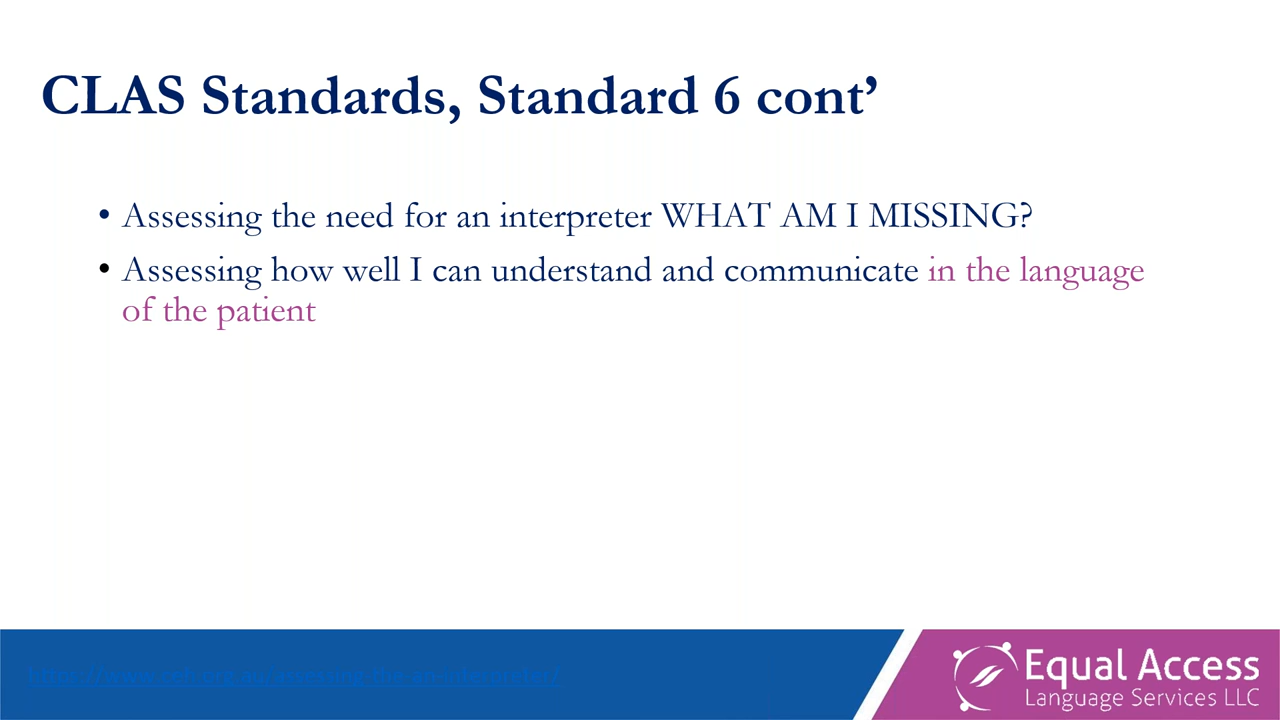 CLAS Standards, Standard 6 cont’
• Assessing the need for an interpreter WHAT AM I MISSING?
• Assessing how well I can understand and communicate in the language
of the patient
Equal Access
Language Services LLC